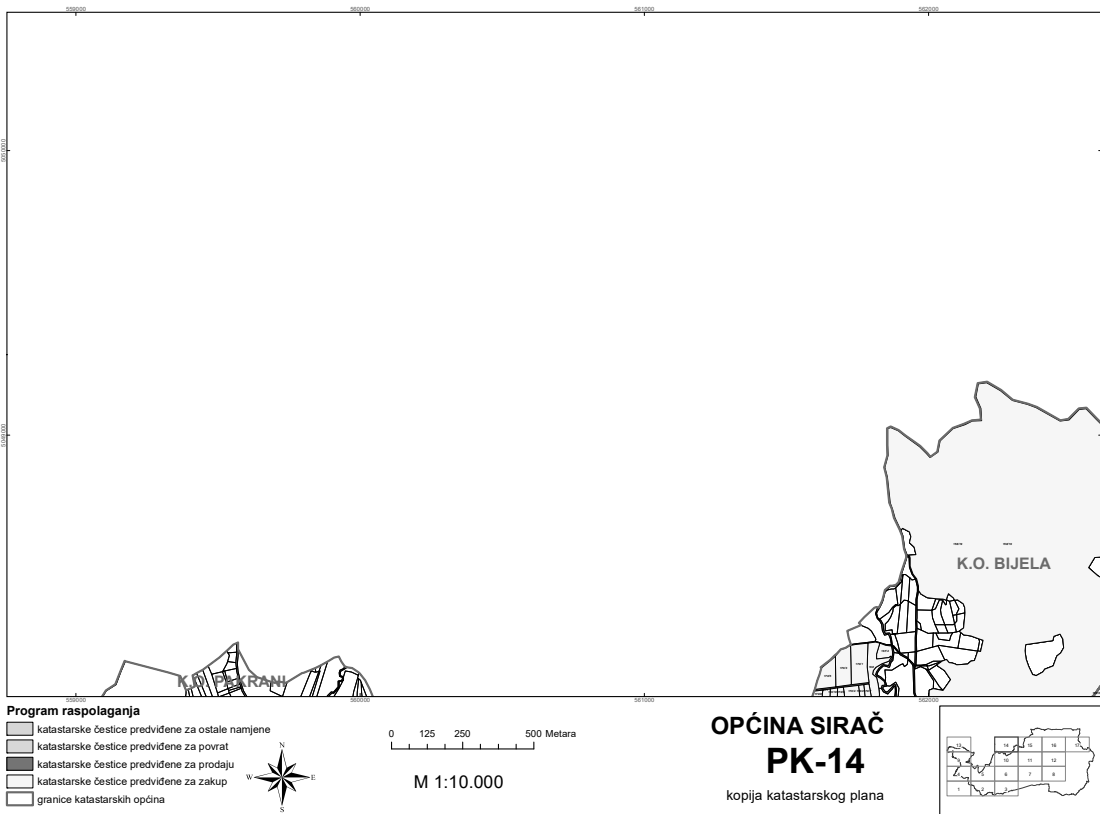 559000
560000
561000
562000
5050000
5049000
K.O. BIJELA
K.O. PAKRANI
559000
560000
561000
562000
Program raspolaganja
katastarske čestice predviđene za ostale namjene
katastarske čestice predviđene za povrat
katastarske čestice predviđene za prodaju
katastarske čestice predviđene za zakup
granice katastarskih općina
N
W
E
S
0 125 250 500 Metara
M 1:10.000
OPĆINA SIRAČ
PK-14
kopija katastarskog plana
13 14 15 16 17
10 11 12
6 7 8
1 2 3